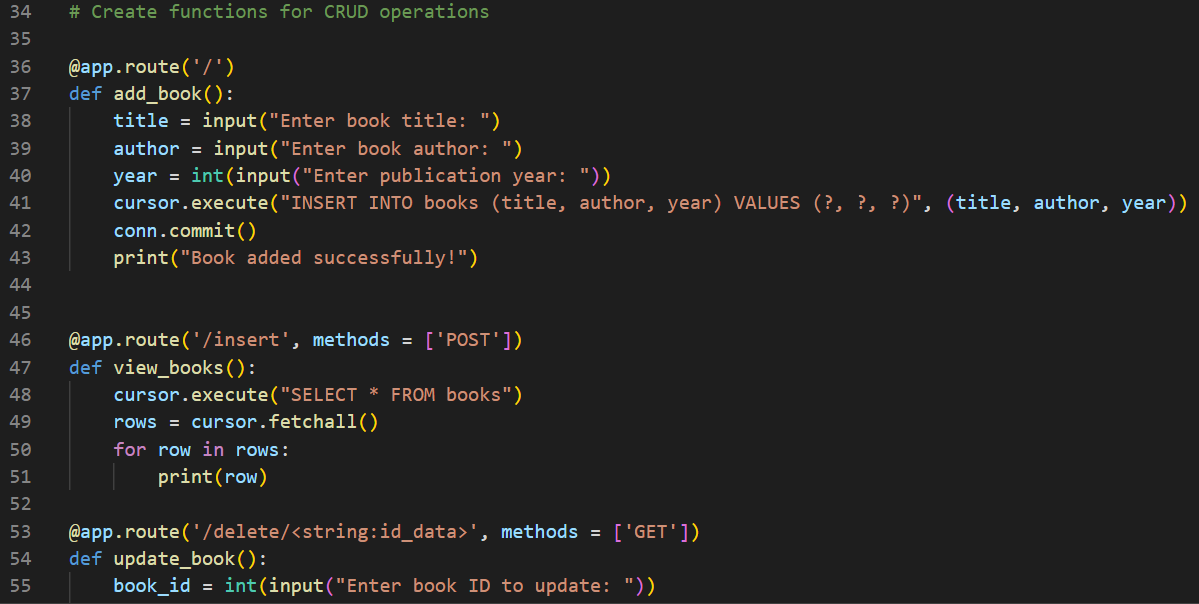 34 # Create functions for CRUD operations
35
36 @app.route('/')
37 def add_book():
38     title = input("Enter book title: ")
39     author = input("Enter book author: ")
40     year = int(input("Enter publication year: "))
41     cursor.execute("INSERT INTO books (title, author, year) VALUES (?, ?, ?)", (title, author, year))
42     conn.commit()
43     print("Book added successfully!")
44
45
46 @app.route('/insert', methods = ['POST'])
47 def view_books():
48     cursor.execute("SELECT * FROM books")
49     rows = cursor.fetchall()
50     for row in rows:
51         print(row)
52
53 @app.route('/delete/<string:id_data>', methods = ['GET'])
54 def update_book():
55     book_id = int(input("Enter book ID to update: "))